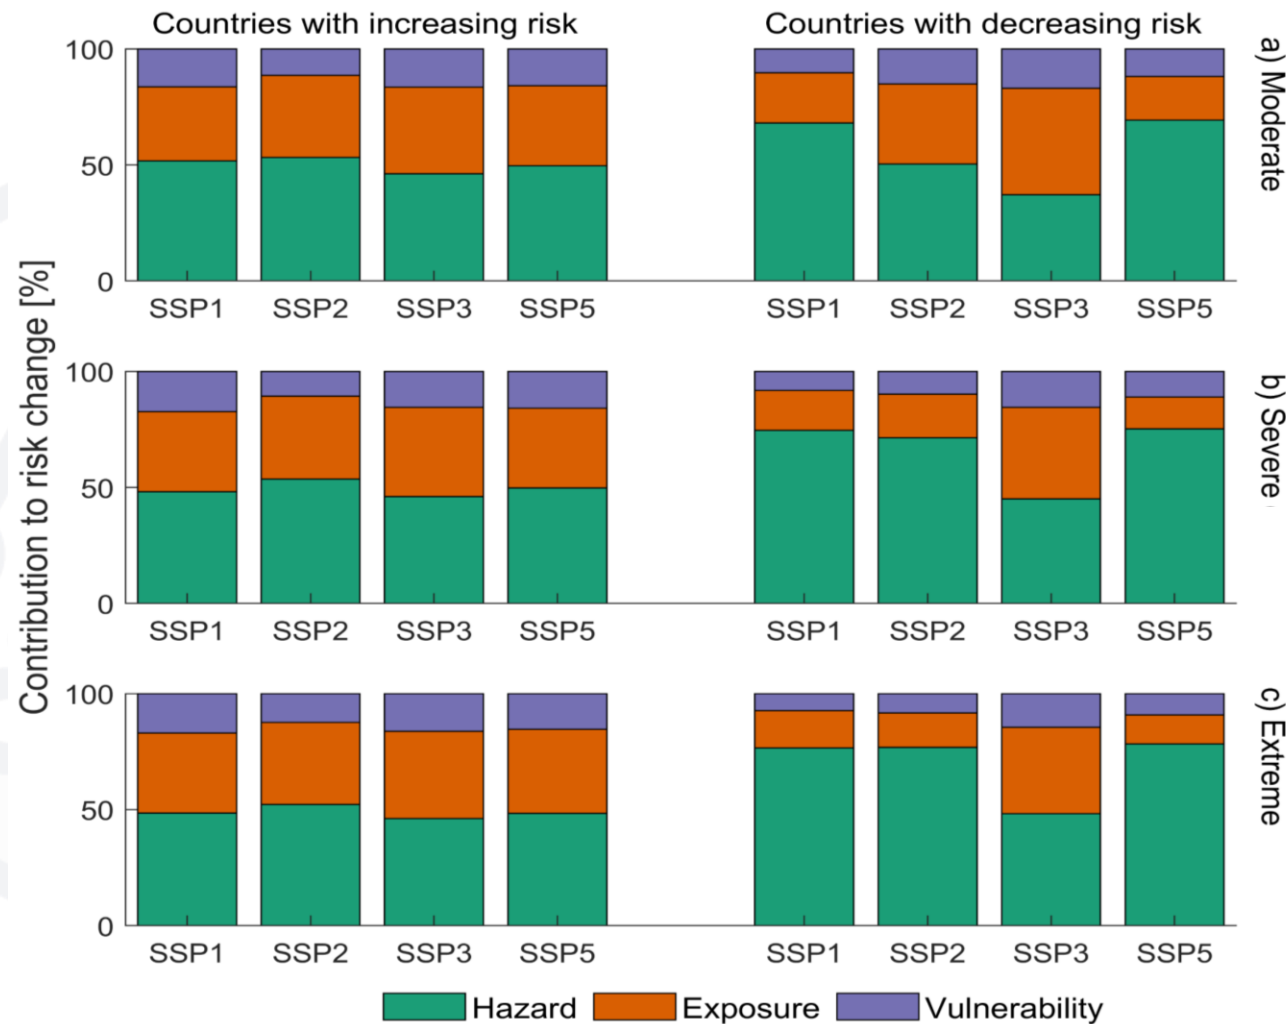 Countries with increasing risk
Countries with decreasing risk
Contribution to risk change [%]
100
50
0
SSP1 SSP2 SSP3 SSP5
SSP1 SSP2 SSP3 SSP5
a) Moderate
100
50
0
SSP1 SSP2 SSP3 SSP5
SSP1 SSP2 SSP3 SSP5
b) Severe
100
50
0
SSP1 SSP2 SSP3 SSP5
SSP1 SSP2 SSP3 SSP5
c) Extreme
Hazard Exposure Vulnerability